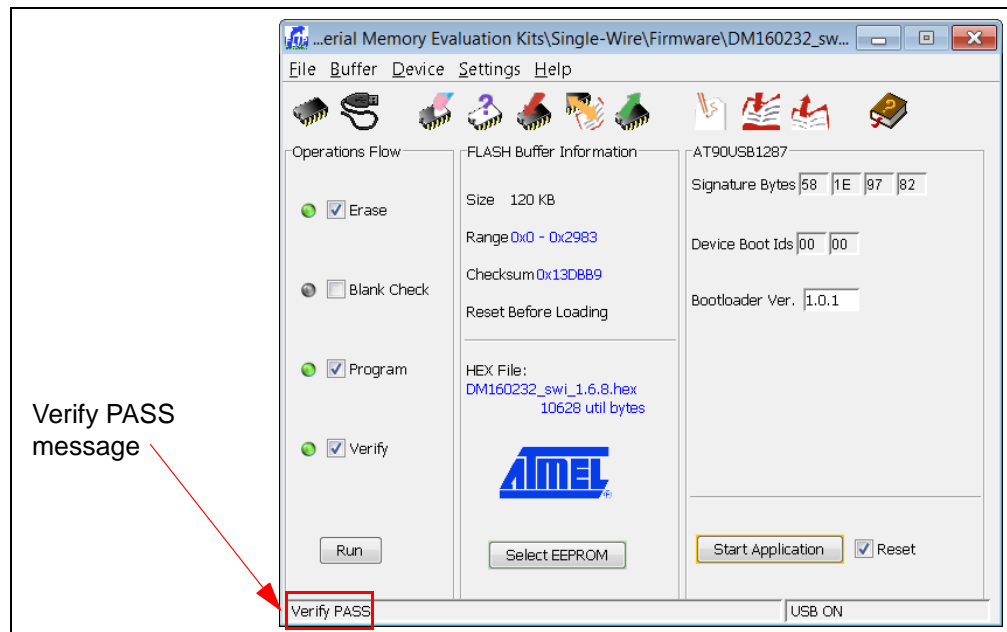 ...erial Memory Evaluation Kits\Single-Wire\Firmware\DM160232_sw...
File Buffer Device Settings Help
Operations Flow
Erase
Blank Check
Program
Verify
Run
FLASH Buffer Information
Size 120 KB
Range 0x0 - 0x2983
Checksum 0x13DBB9
Reset Before Loading
HEX File:
DM160232_swi_1.6.8.hex
10628 util bytes
ATMEL®
Select EEPROM
AT90USB1287
Signature Bytes 58 1E 97 82
Device Boot Ids 00 00
Bootloader Ver. 1.0.1
Start Application Reset
Verify PASS
USB ON
Verify PASS
message